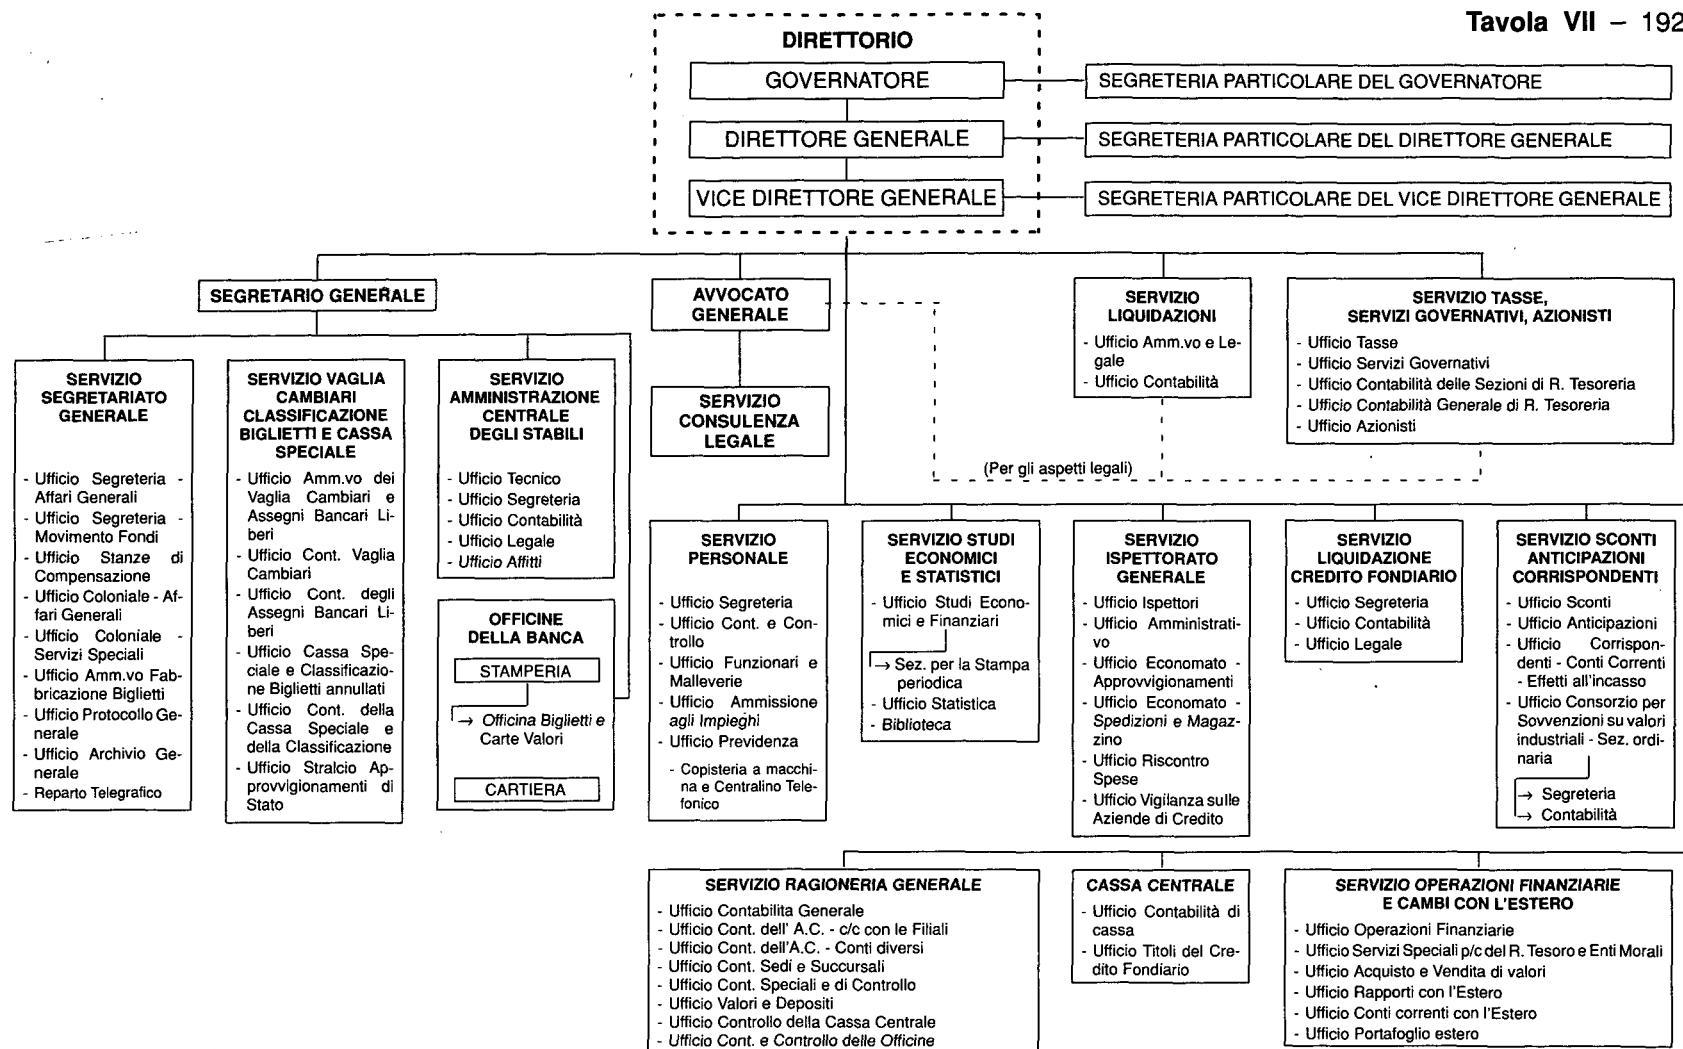 Tavola VII – 192
DIRETTORIO
GOVERNATORE
SEGRETERIA PARTICOLARE DEL GOVERNATORE
DIRETTORE GENERALE
SEGRETERIA PARTICOLARE DEL DIRETTORE GENERALE
VICE DIRETTORE GENERALE
SEGRETERIA PARTICOLARE DEL VICE DIRETTORE GENERALE
SEGRETARIO GENERALE
AVVOCATO
GENERALE
SERVIZIO
LIQUIDAZIONI
- Ufficio Amm.vo e Le-
gale
- Ufficio Contabilità
SERVIZIO TASSE,
SERVIZI GOVERNATIVI, AZIONISTI
- Ufficio Tasse
- Ufficio Servizi Governativi
- Ufficio Contabilità delle Sezioni di R. Tesoreria
- Ufficio Contabilità Generale di R. Tesoreria
- Ufficio Azionisti
SERVIZIO
SEGRETARIATO
GENERALE
- Ufficio Segreteria -
Affari Generali
- Ufficio Segreteria -
Movimento Fondi
- Ufficio Stanze di
Compensazione
- Ufficio Coloniale - Af-
fari Generali
- Ufficio Coloniale -
Servizi Speciali
- Ufficio Amm.vo Fab-
bricazione Biglietti
- Ufficio Protocollo Ge-
nerale
- Ufficio Archivio Ge-
nerale
- Reparto Telegrafico
SERVIZIO VAGLIA
CAMBIARI
CLASSIFICAZIONE
BIGLIETTI E CASSA
SPECIALE
- Ufficio Amm.vo dei
Vaglia Cambiari e
Assegni Bancari Li-
beri
- Ufficio Cont. Vaglia
Cambiari
- Ufficio Cont. degli
Assegni Bancari Li-
beri
- Ufficio Cassa Spe-
ciale e Classificazio-
ne Biglietti annullati
- Ufficio Cont. della
Cassa Speciale e
della Classificazione
- Ufficio Stralcio Ap-
provvigionamenti di
Stato
SERVIZIO
AMMINISTRAZIONE
CENTRALE
DEGLI STABILI
- Ufficio Tecnico
- Ufficio Segreteria
- Ufficio Contabilità
- Ufficio Legale
- Ufficio Affitti
OFFICINE
DELLA BANCA
STAMPERIA
→ Officina Biglietti e
Carte Valori
CARTIERA
SERVIZIO
CONSULENZA
LEGALE
(Per gli aspetti legali)
SERVIZIO
PERSONALE
- Ufficio Segreteria
- Ufficio Cont. e Con-
trollo
- Ufficio Funzionari e
Malleverie
- Ufficio Ammissione
agli Impieghi
- Ufficio Previdenza
- Copisteria a macchi-
na e Centralino Tele-
fonico
SERVIZIO STUDI
ECONOMICI
E STATISTICI
- Ufficio Studi Econo-
mici e Finanziari
→ Sez. per la Stampa
periodica
- Ufficio Statistica
- Biblioteca
SERVIZIO
ISPETTORATO
GENERALE
- Ufficio Ispettori
- Ufficio Amministrati-
vo
- Ufficio Economato -
Approvvigionamenti
- Ufficio Economato -
Spedizioni e Magaz-
zino
- Ufficio Riscontro
Spese
- Ufficio Vigilanza sulle
Aziende di Credito
SERVIZIO
LIQUIDAZIONE
CREDITO FONDIARIO
- Ufficio Segreteria
- Ufficio Contabilità
- Ufficio Legale
SERVIZIO SCONTI
ANTICIPAZIONI
CORRISPONDENTI
- Ufficio Sconti
- Ufficio Anticipazioni
- Ufficio Corrispon-
denti - Conti Correnti
- Effetti all'incasso
- Ufficio Consorzio per
Sovvenzioni su valori
industriali - Sez. ordi-
naria
→ Segreteria
→ Contabilità
SERVIZIO RAGIONERIA GENERALE
- Ufficio Contabilita Generale
- Ufficio Cont. dell' A.C. - c/c con le Filiali
- Ufficio Cont. dell'A.C. - Conti diversi
- Ufficio Cont. Sedi e Succursali
- Ufficio Cont. Speciali e di Controllo
- Ufficio Valori e Depositi
- Ufficio Controllo della Cassa Centrale
- Ufficio Cont. e Controllo delle Officine
CASSA CENTRALE
- Ufficio Contabilità di
cassa
- Ufficio Titoli del Cre-
dito Fondiario
SERVIZIO OPERAZIONI FINANZIARIE
E CAMBI CON L'ESTERO
- Ufficio Operazioni Finanziarie
- Ufficio Servizi Speciali p/c del R. Tesoro e Enti Morali
- Ufficio Acquisto e Vendita di valori
- Ufficio Rapporti con l'Estero
- Ufficio Conti correnti con l'Estero
- Ufficio Portafoglio estero